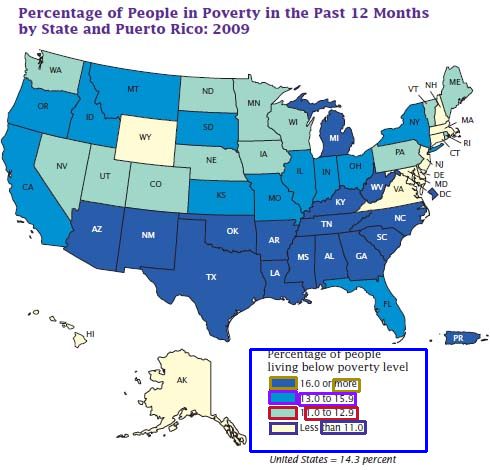 Percentage of People in Poverty in the Past 12 Months
by State and Puerto Rico: 2009
WA
MT
ND
MN
VT
NH
ME
OR
ID
SD
WI
MI
NY
MA
RI
CT
WY
NE
IA
PA
NJ
DE
MD
DC
NV
UT
CO
IL
IN
OH
WV
VA
CA
KS
MO
KY
NC
AZ
NM
OK
AR
TN
SC
TX
LA
MS
AL
GA
FL
HI
AK
PR
Percentage of people
living below poverty level
16.0 or more
13.0 to 15.9
11.0 to 12.9
Less than 11.0
United States = 14.3 percent